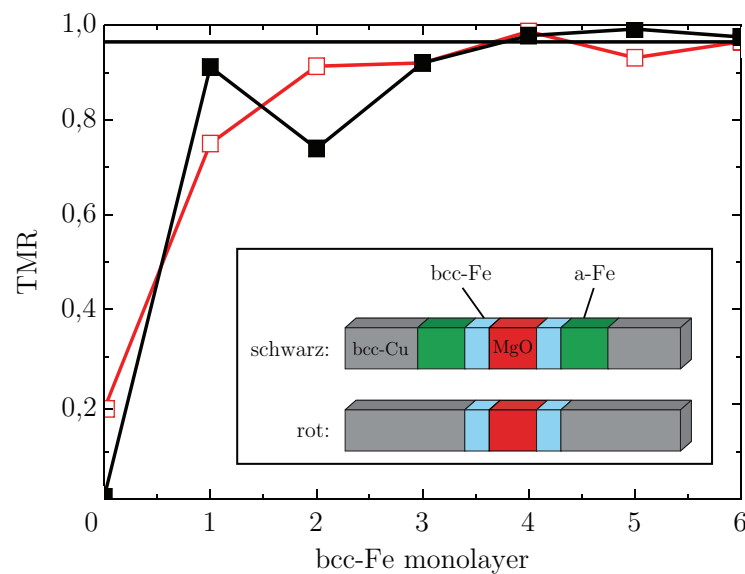 1,0
0,8
0,6
0,4
0,2
TMR
bcc-Fe
a-Fe
schwarz:
bcc-Cu
MgO
rot:
0 1 2 3 4 5 6
bcc-Fe monolayer